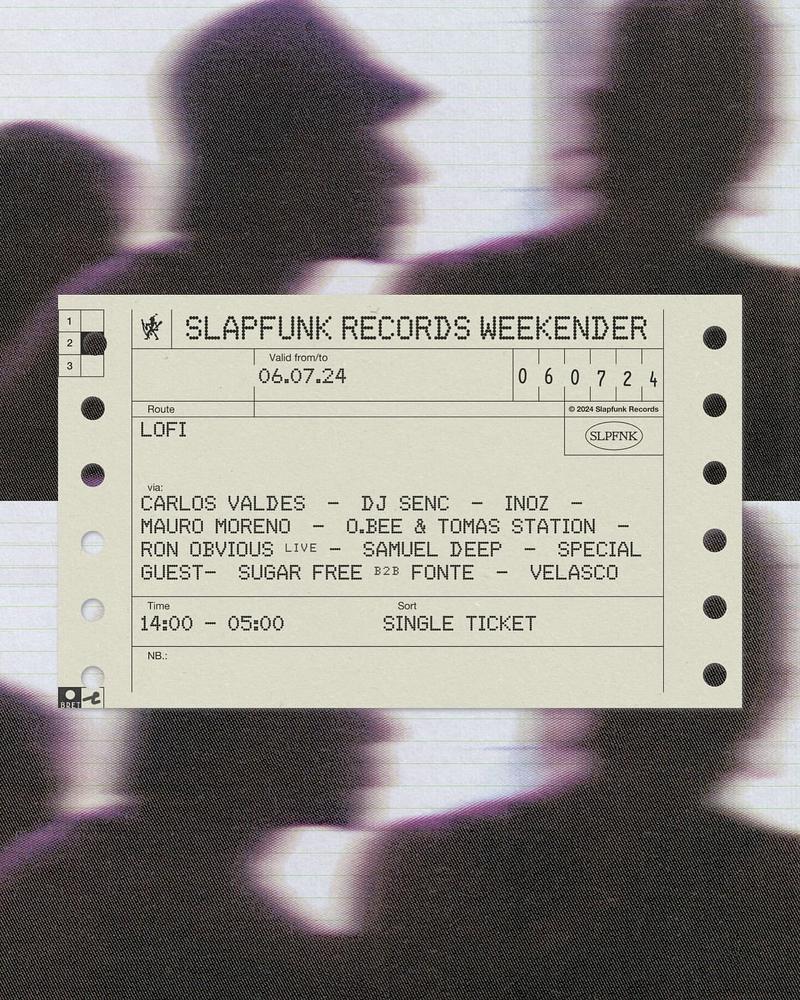 1
2
3
SLAPFUNK RECORDS WEEKENDER
Valid from/to
06.07.24
0 6 0 7 2 4
Route
© 2024 Slapfunk Records
LOFI
SLPFNK
via:
CARLOS VALDES – DJ SENC – INOZ –
MAURO MORENO – O.BEE & TOMAS STATION –
RON OBVIOUS LIVE – SAMUEL DEEP – SPECIAL
GUEST– SUGAR FREE B2B FONTE – VELASCO
Time
Sort
14:00 – 05:00
SINGLE TICKET
NB.:
BRET